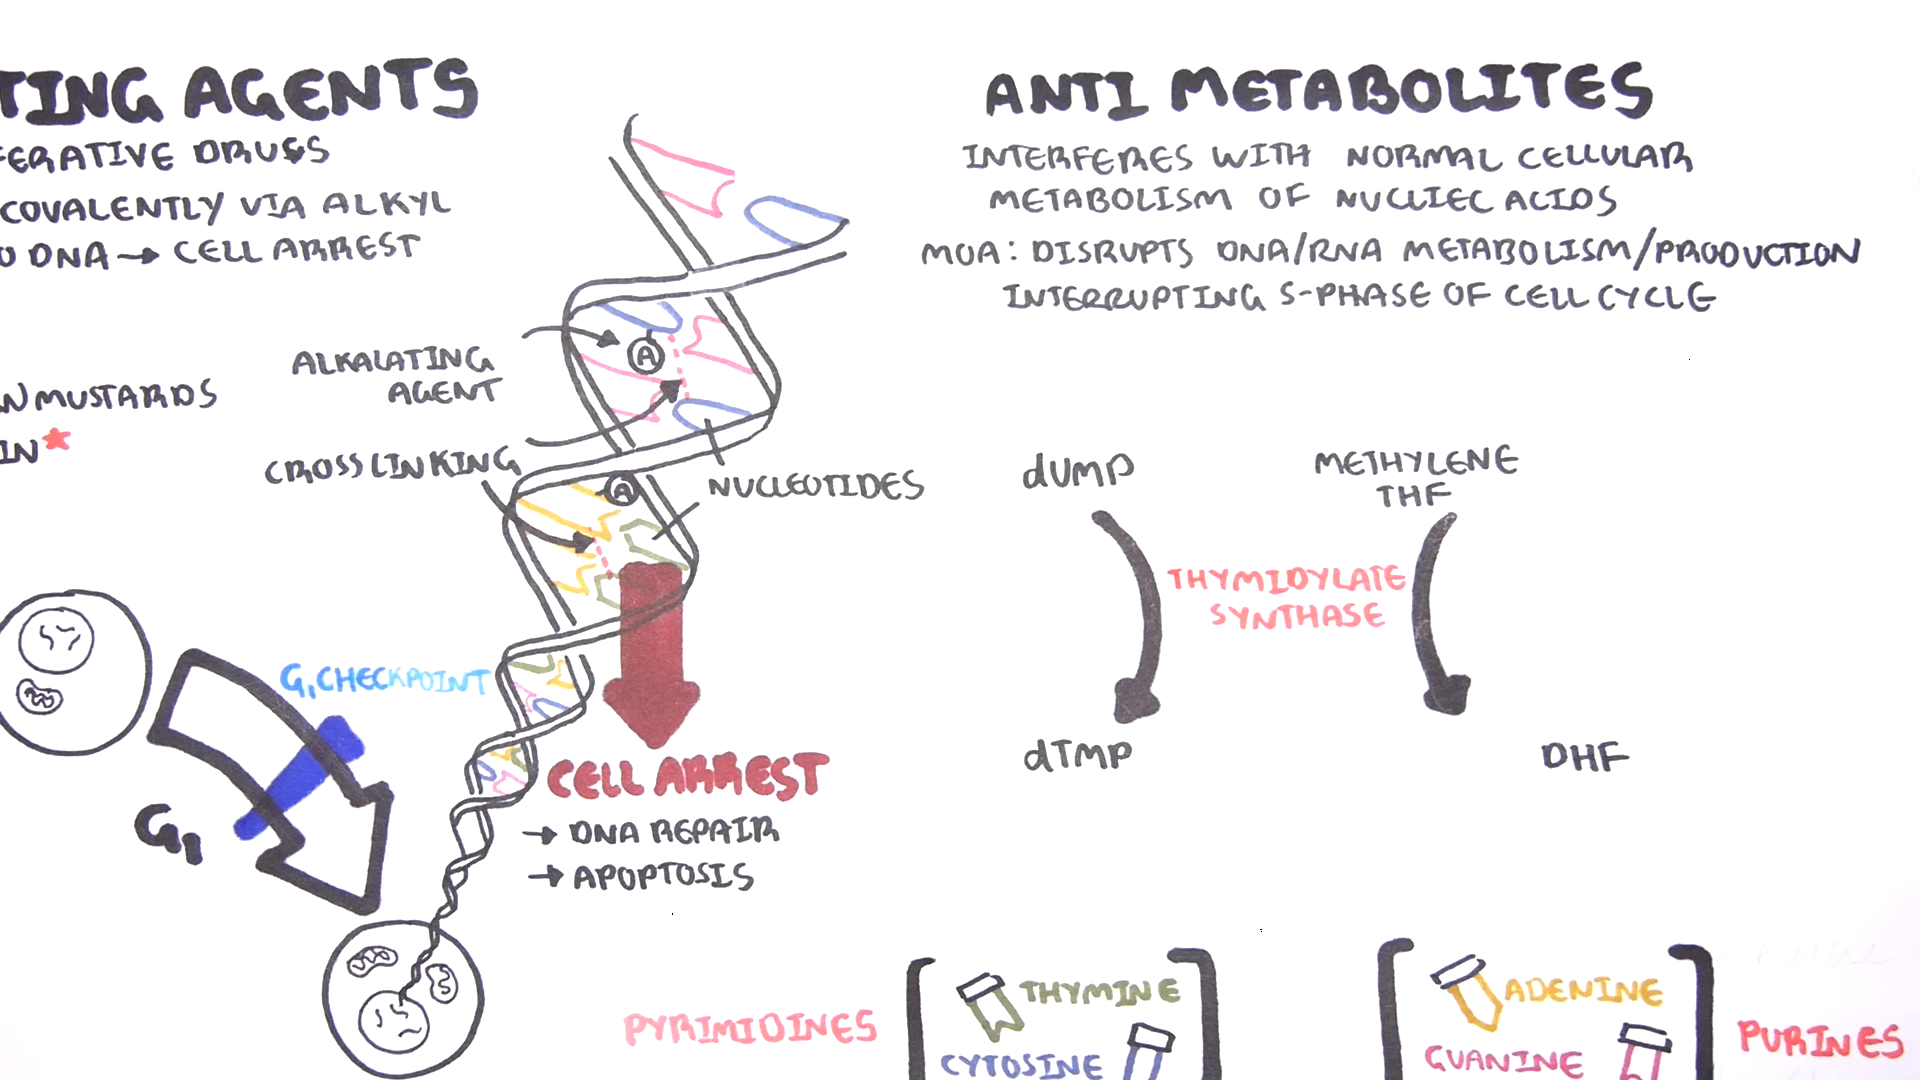 TING AGENTS
FERATIVE DRUGS
COVALENTLY VIA ALKYL
O DNA → CELL ARREST
ALKALATING
AGENT
N MUSTARDS
IN*
CROSS LINKING
A
A
NUCLEOTIDES
G1 CHECKPOINT
G1
CELL ARREST
→ DNA REPAIR
→ APOPTOSIS
ANTI METABOLITES
INTERFERES WITH NORMAL CELLULAR
METABOLISM OF NUCLIEC ACIDS
MOA: DISRUPTS DNA/RNA METABOLISM/PRODUCTION
INTERRUPTING S-PHASE OF CELL CYCLE
dUMP
METHYLENE
THF
THYMIDYLATE
SYNTHASE
dTMP
DHF
PYRIMIDINES
THYMINE
CYTOSINE
ADENINE
GUANINE
PURINES